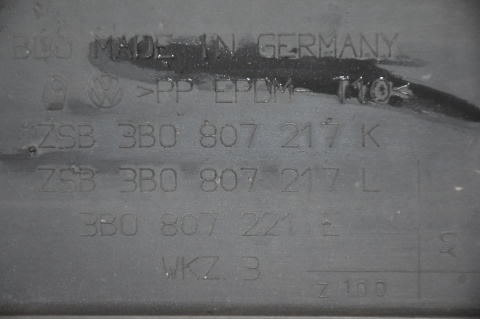 MADE IN GERMANY
>PP EPDM T10<
ZSB 3B0 807 217 K
ZSB 3B0 807 217 L
3B0 807 221 E
WKZ. 3
Z 100